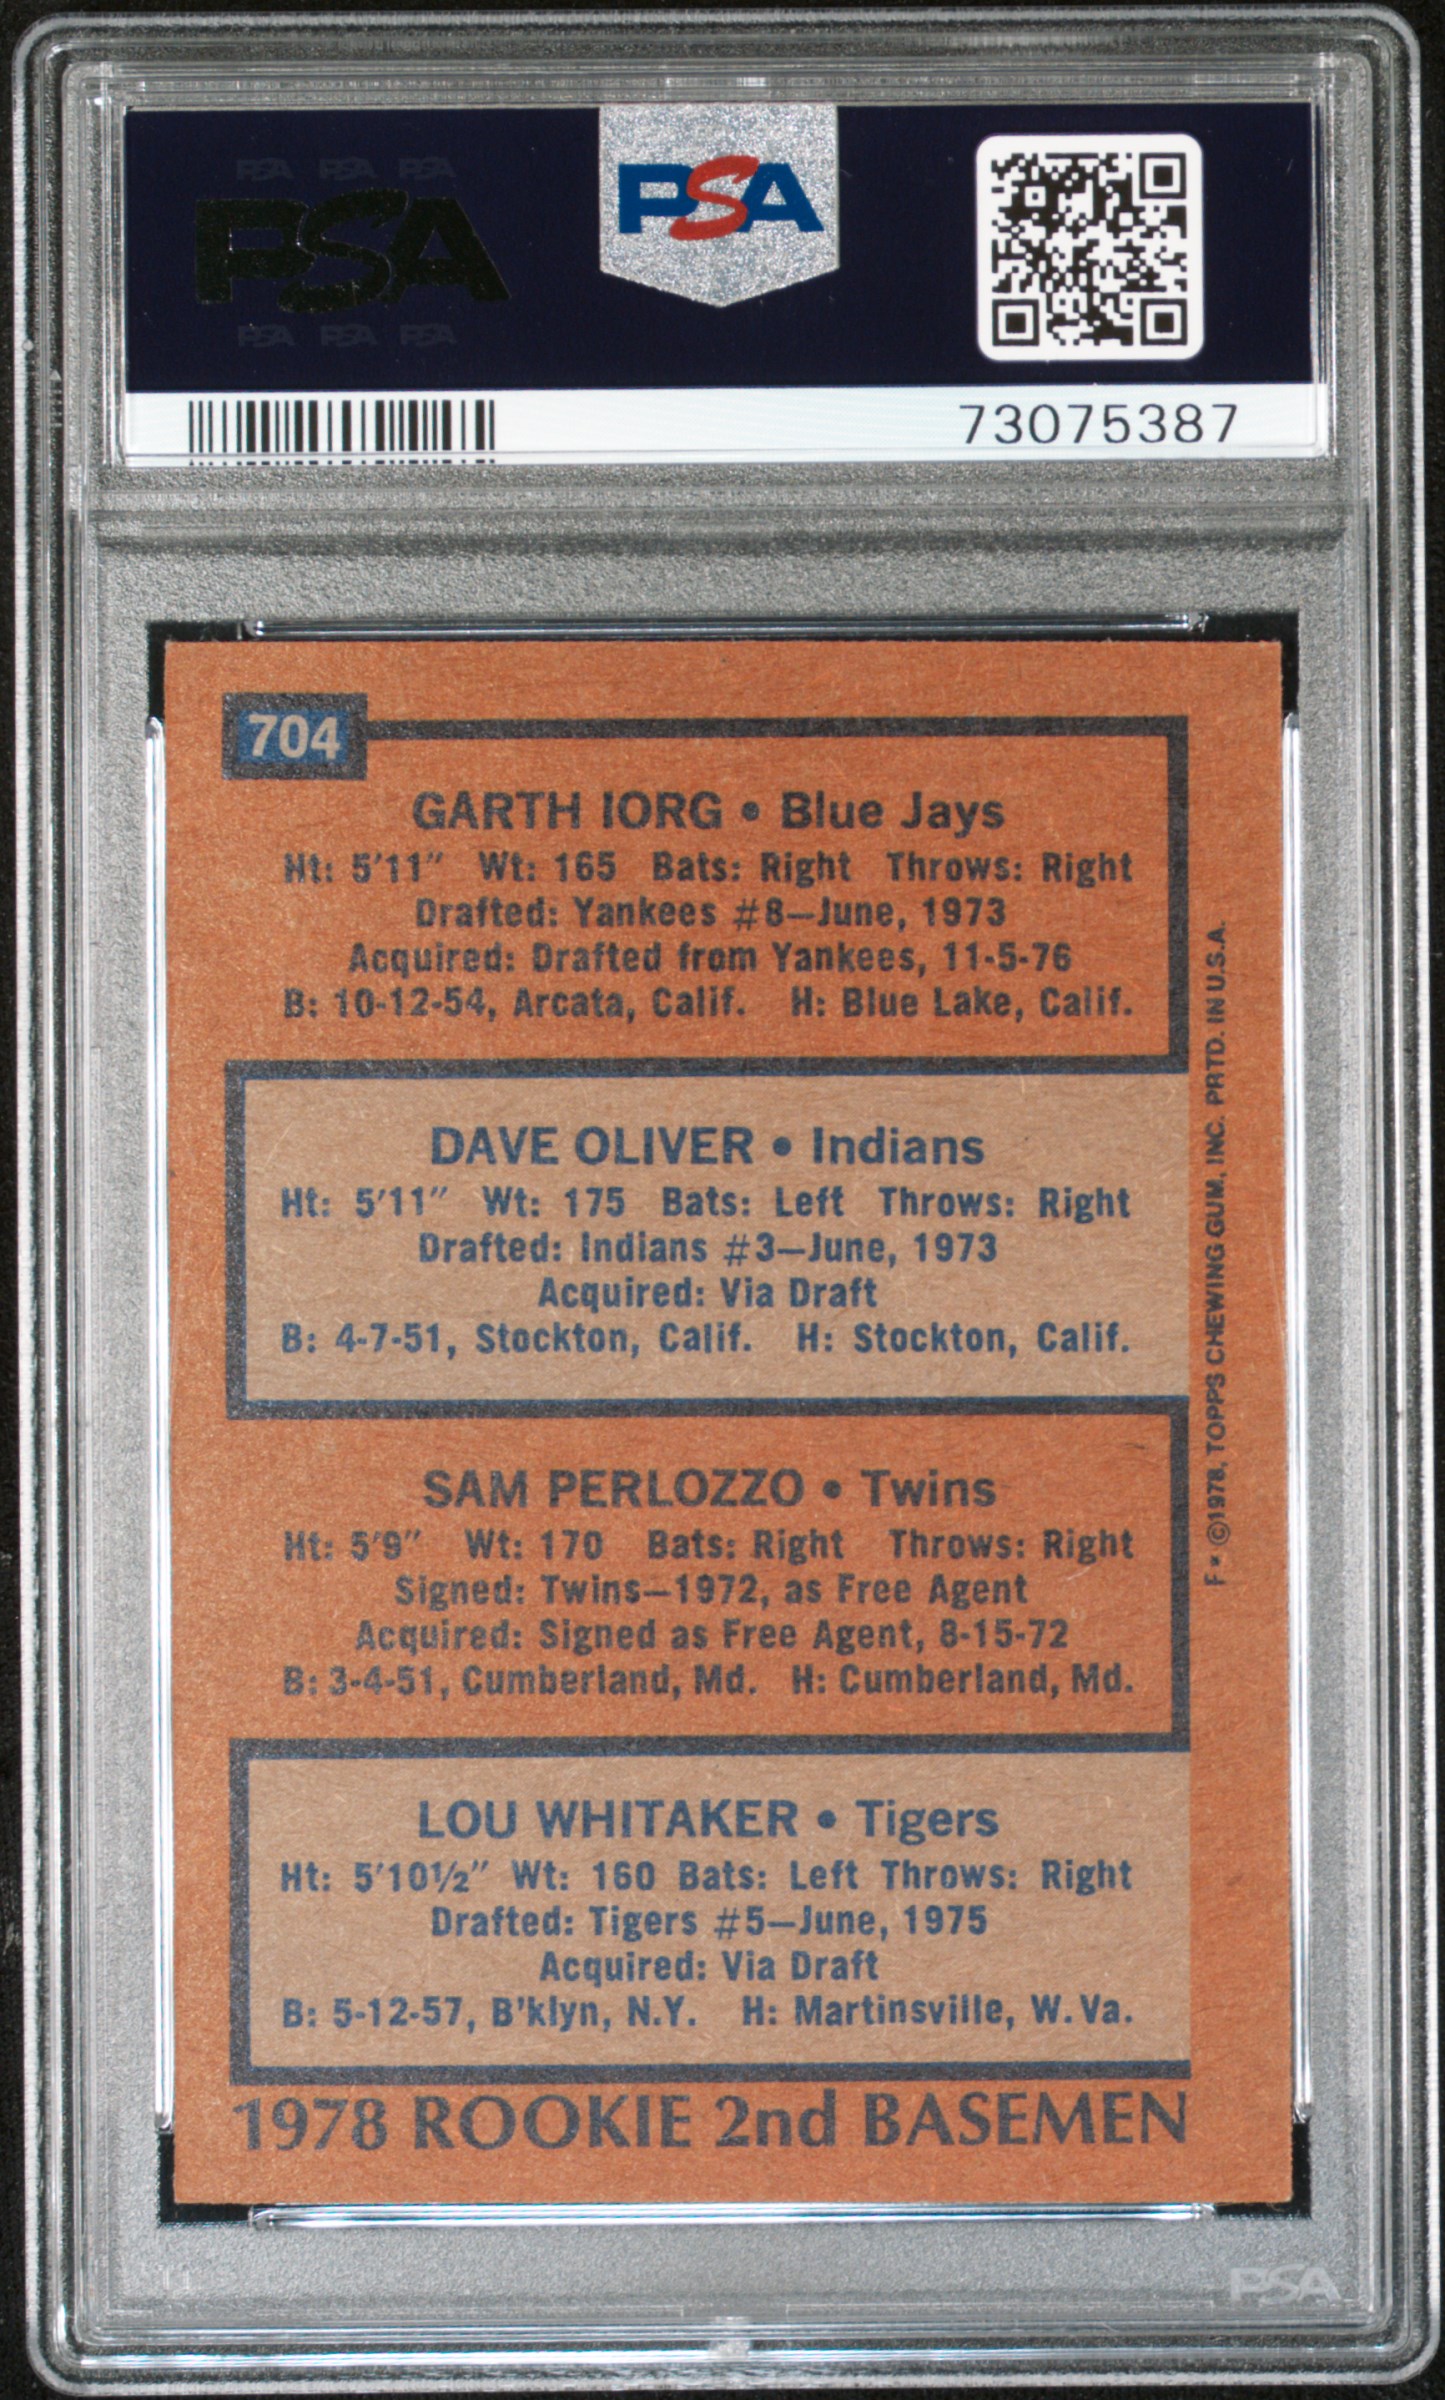 PSA PSA PSA
PSA
PSA PSA PSA
PSA
73075387
704
GARTH IORG • Blue Jays
Ht: 5'11" Wt: 165 Bats: Right Throws: Right
Drafted: Yankees #8—June, 1973
Acquired: Drafted from Yankees, 11-5-76
B: 10-12-54, Arcata, Calif. H: Blue Lake, Calif.
DAVE OLIVER • Indians
Ht: 5'11" Wt: 175 Bats: Left Throws: Right
Drafted: Indians #3—June, 1973
Acquired: Via Draft
B: 4-7-51, Stockton, Calif. H: Stockton, Calif.
SAM PERLOZZO • Twins
Ht: 5'9" Wt: 170 Bats: Right Throws: Right
Signed: Twins—1972, as Free Agent
Acquired: Signed as Free Agent, 8-15-72
B: 3-4-51, Cumberland, Md. H: Cumberland, Md.
LOU WHITAKER • Tigers
Ht: 5'10½" Wt: 160 Bats: Left Throws: Right
Drafted: Tigers #5—June, 1975
Acquired: Via Draft
B: 5-12-57, B'klyn, N.Y. H: Martinsville, W.Va.
1978 ROOKIE 2nd BASEMEN
F* ©1978, TOPPS CHEWING GUM, INC. PRTD. IN U.S.A.
PSA